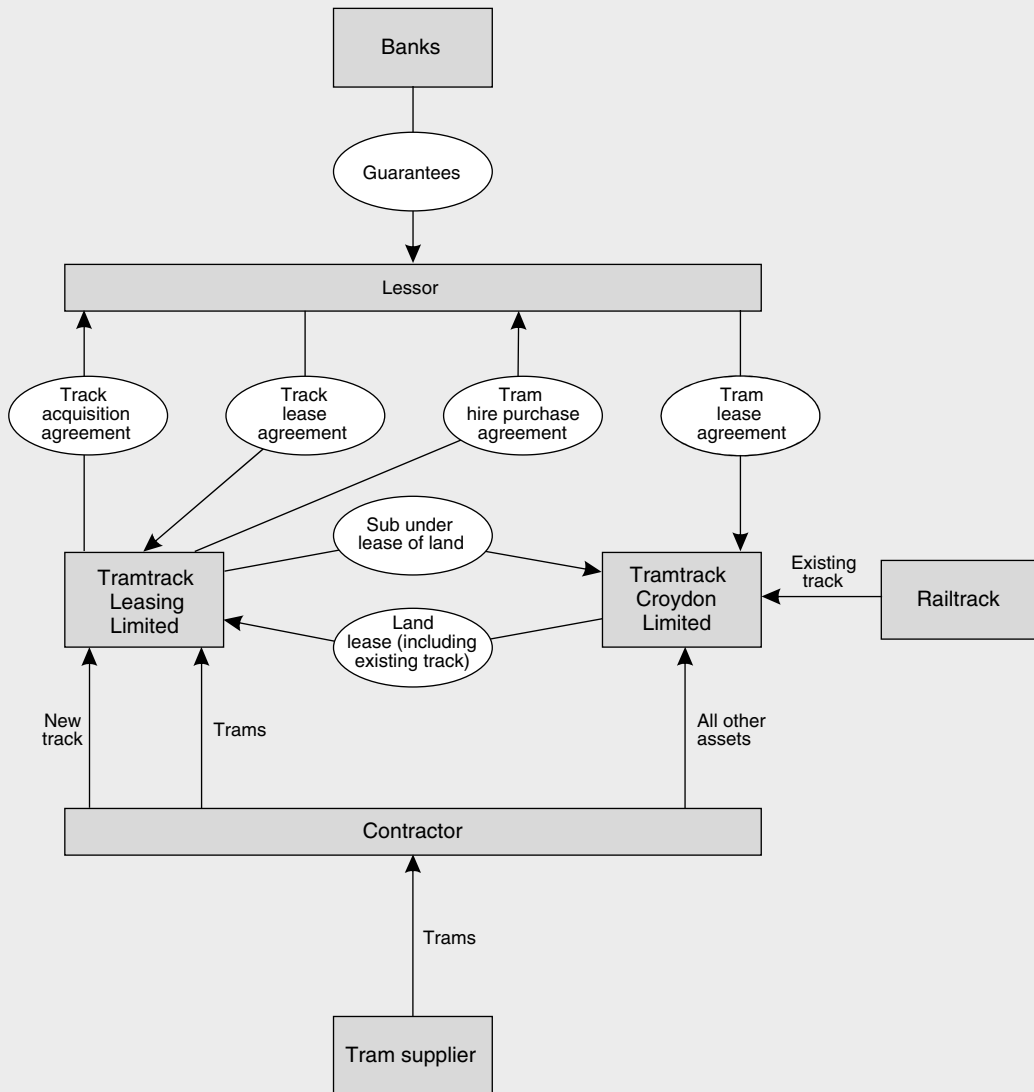 Banks
Guarantees
Lessor
Track
acquisition
agreement
Track
lease
agreement
Tram
hire purchase
agreement
Tram
lease
agreement
Sub under
lease of land
Tramtrack
Leasing
Limited
Tramtrack
Croydon
Limited
Existing
track
Railtrack
Land
lease (including
existing track)
New
track
Trams
All other
assets
Contractor
Trams
Tram supplier